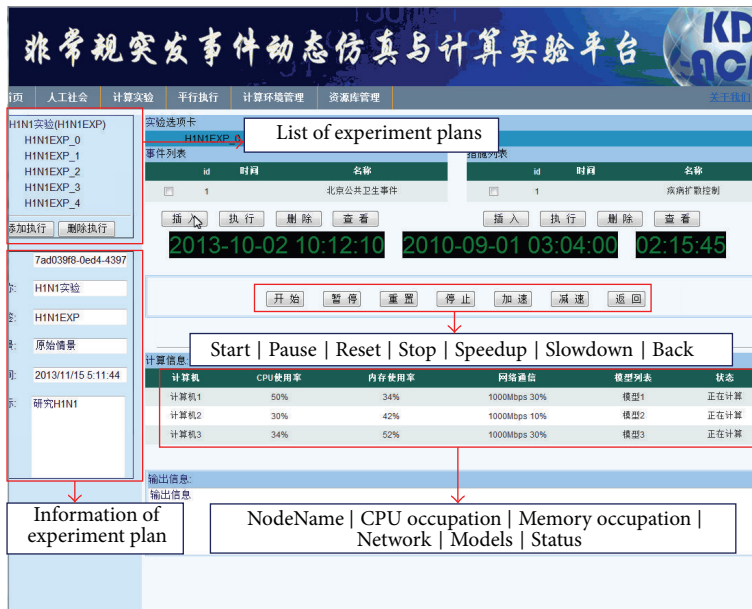 非常规突发事件动态仿真与计算实验平台
KD
-ACP
首页 人工社会 计算实验 平行执行 计算环境管理 资源库管理 关于我们
H1N1实验(H1N1EXP)
H1N1EXP_0
H1N1EXP_1
H1N1EXP_2
H1N1EXP_3
H1N1EXP_4
添加执行 删除执行
实验选项卡
H1N1EXP_0
List of experiment plans
事件列表
id 时间 名称
1 北京公共卫生事件
插入 执行 删除 查看
措施列表
id 时间 名称
1 疾病扩散控制
插入 执行 删除 查看
2013-10-02 10:12:10 2010-09-01 03:04:00 02:15:45
7ad039f8-0ed4-4397
H1N1实验
H1N1EXP
原始情景
2013/11/15 5:11:44
研究H1N1
开始 暂停 重置 停止 加速 减速 返回
Start | Pause | Reset | Stop | Speedup | Slowdown | Back
计算信息:
计算机 CPU使用率 内存使用率 网络通信 模型列表 状态
计算机1 50% 34% 1000Mbps 30% 模型1 正在计算
计算机2 30% 42% 1000Mbps 10% 模型2 正在计算
计算机3 34% 52% 1000Mbps 30% 模型3 正在计算
输出信息:
输出信息
Information of
experiment plan
NodeName | CPU occupation | Memory occupation |
Network | Models | Status